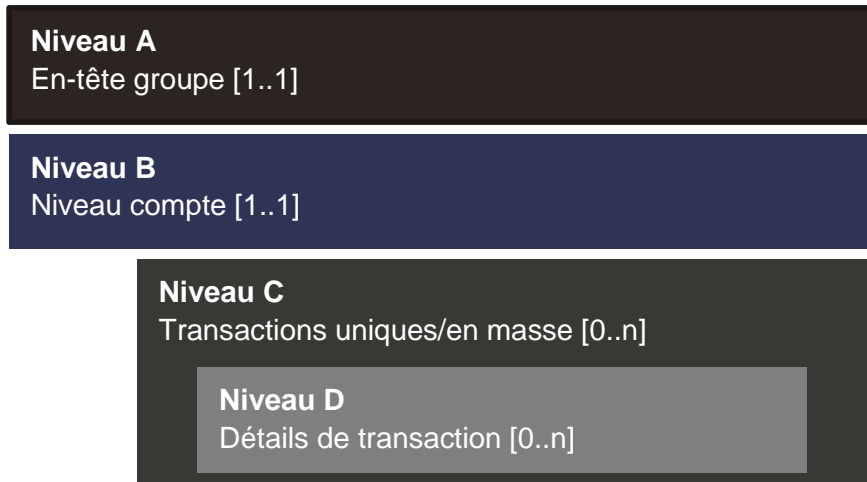 Niveau A
En-tête groupe [1..1]
Niveau B
Niveau compte [1..1]
Niveau C
Transactions uniques/en masse [0..n]
Niveau D
Détails de transaction [0..n]